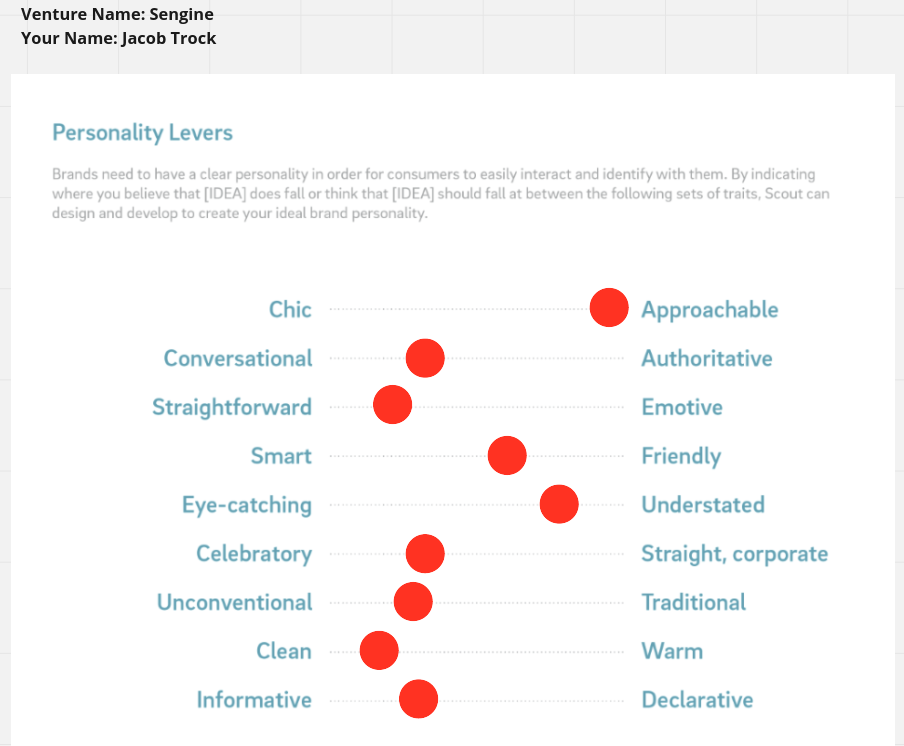 Venture Name: Sengine
Your Name: Jacob Trock
Personality Levers
Brands need to have a clear personality in order for consumers to easily interact and identify with them. By indicating
where you believe that [IDEA] does fall or think that [IDEA] should fall at between the following sets of traits, Scout can
design and develop to create your ideal brand personality.
Chic Approachable
Conversational Authoritative
Straightforward Emotive
Smart Friendly
Eye-catching Understated
Celebratory Straight, corporate
Unconventional Traditional
Clean Warm
Informative Declarative